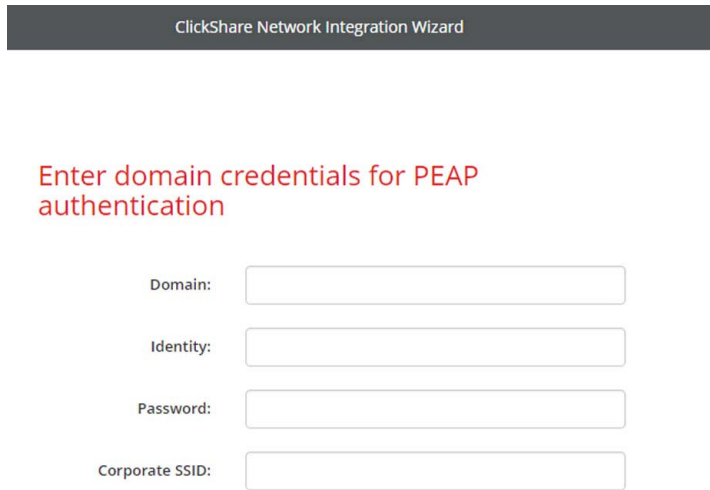 ClickShare Network Integration Wizard
Enter domain credentials for PEAP
authentication
Domain:
Identity:
Password:
Corporate SSID: